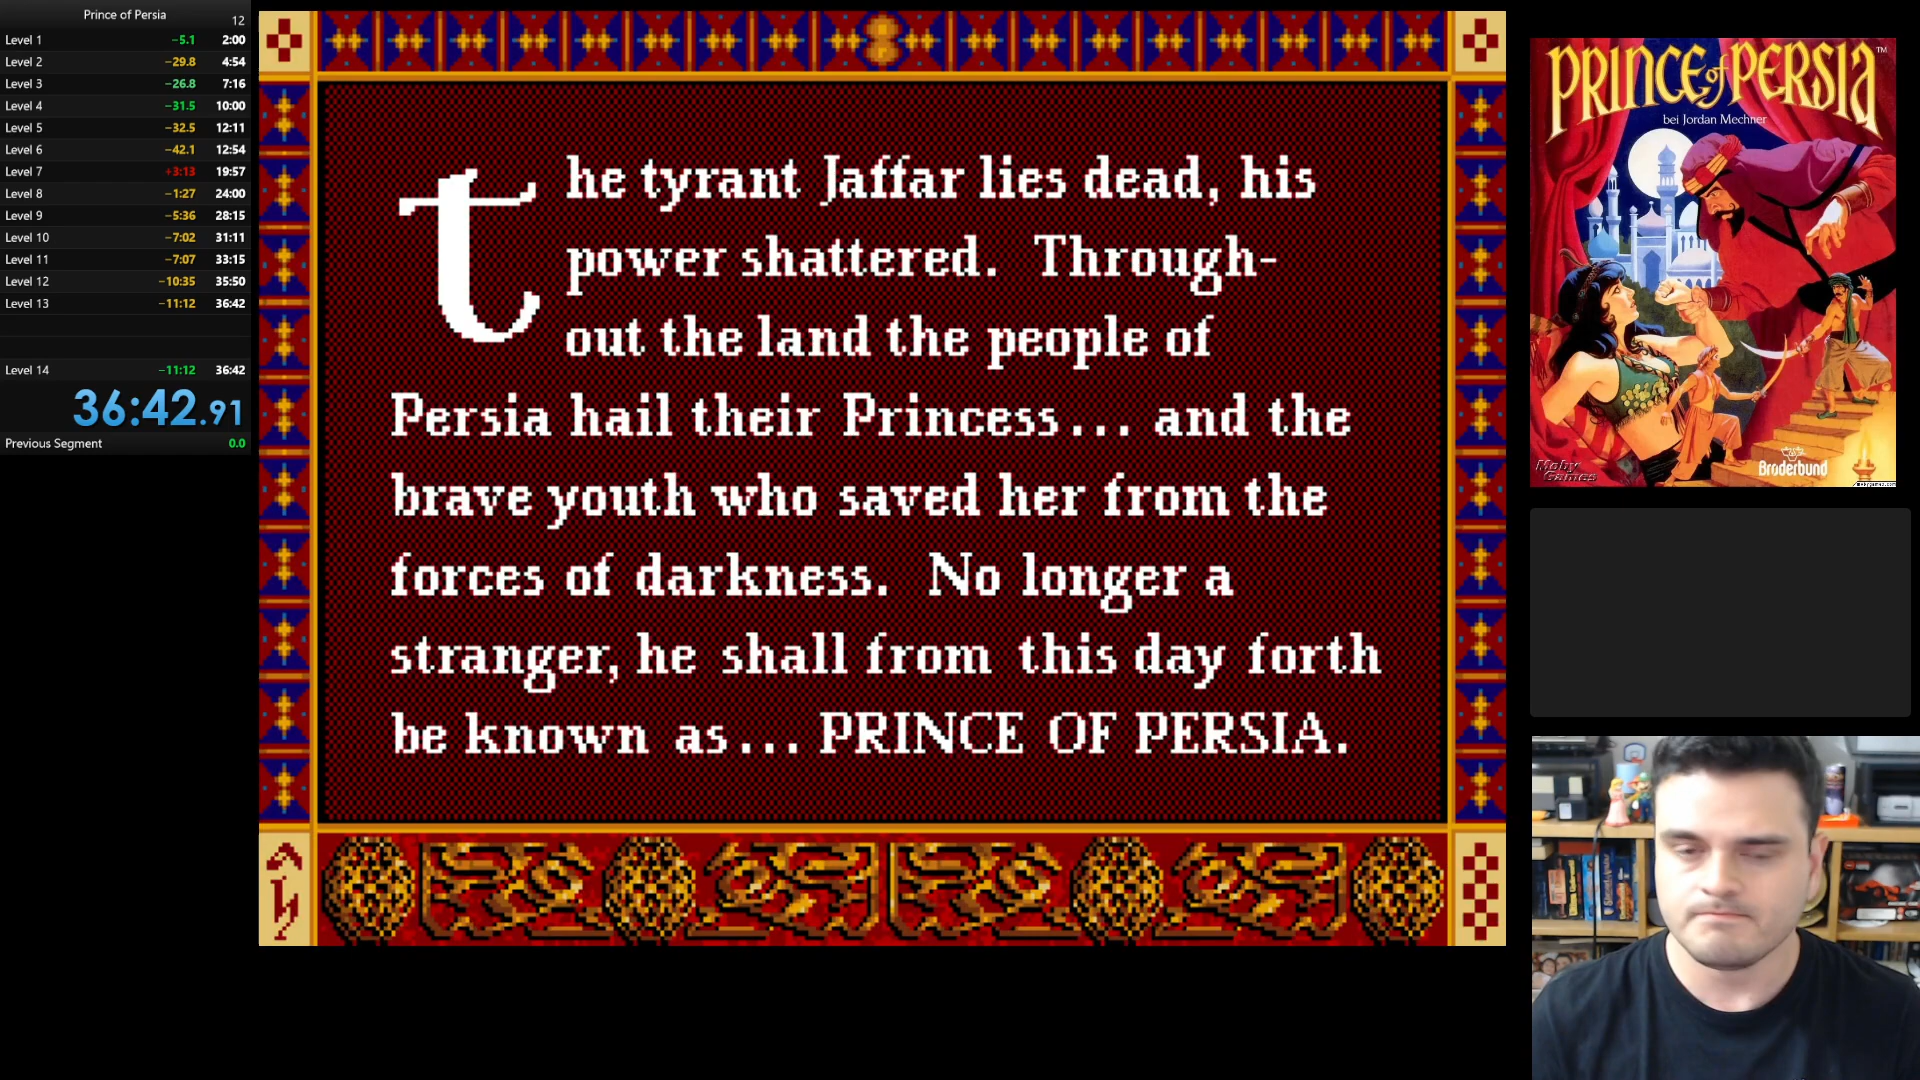 Prince of Persia
12
Level 1 −5.1 2:00
Level 2 −29.8 4:54
Level 3 −26.8 7:16
Level 4 −31.5 10:00
Level 5 −32.5 12:11
Level 6 −42.1 12:54
Level 7 +3:13 19:57
Level 8 −1:27 24:00
Level 9 −5:36 28:15
Level 10 −7:02 31:11
Level 11 −7:07 33:15
Level 12 −10:35 35:50
Level 13 −11:12 36:42
Level 14 −11:12 36:42
36:42.91
Previous Segment 0.0
the tyrant Jaffar lies dead, his
power shattered. Through-
out the land the people of
Persia hail their Princess... and the
brave youth who saved her from the
forces of darkness. No longer a
stranger, he shall from this day forth
be known as... PRINCE OF PERSIA.
PRINCE of PERSIA™
bei Jordan Mechner
Moby Games
Brøderbund